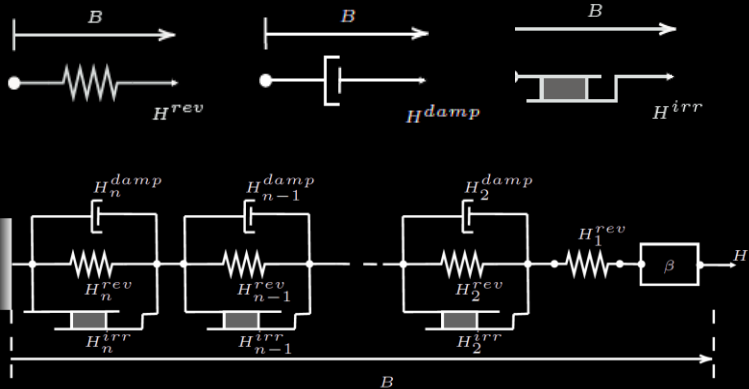 B B B
H^{rev} H^{damp} H^{irr}
H_n^{damp} H_{n-1}^{damp} H_2^{damp}
H_1^{rev}
β H
H_n^{rev} H_{n-1}^{rev} H_2^{rev}
H_n^{irr} H_{n-1}^{irr} H_2^{irr}
B